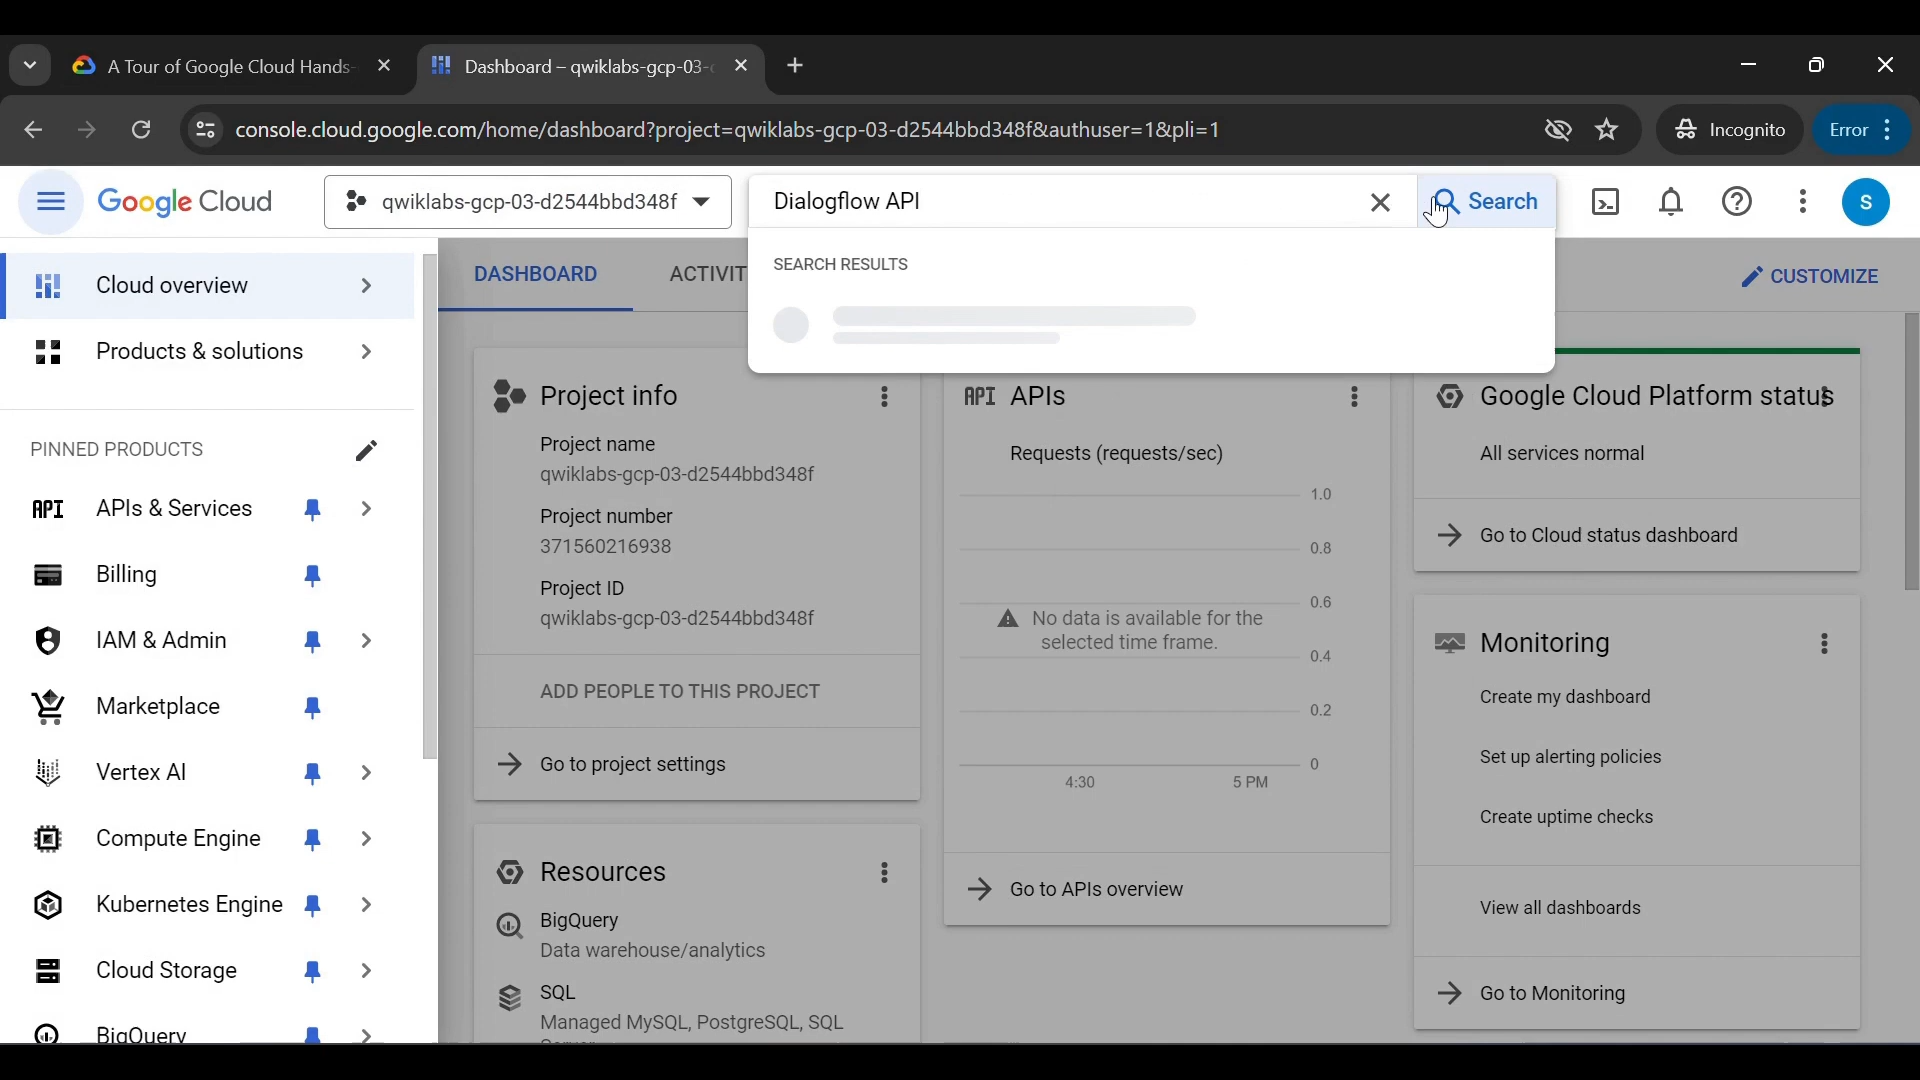 A Tour of Google Cloud Hands-
Dashboard – qwiklabs-gcp-03-
console.cloud.google.com/home/dashboard?project=qwiklabs-gcp-03-d2544bbd348f&authuser=1&pli=1
Incognito
Error
Google Cloud
qwiklabs-gcp-03-d2544bbd348f
Dialogflow API
Search
S
SEARCH RESULTS
Cloud overview
Products & solutions
PINNED PRODUCTS
API APIs & Services
Billing
IAM & Admin
Marketplace
Vertex AI
Compute Engine
Kubernetes Engine
Cloud Storage
BigQuery
DASHBOARD
ACTIVIT
CUSTOMIZE
Project info
Project name
qwiklabs-gcp-03-d2544bbd348f
Project number
371560216938
Project ID
qwiklabs-gcp-03-d2544bbd348f
ADD PEOPLE TO THIS PROJECT
Go to project settings
Resources
BigQuery
Data warehouse/analytics
SQL
Managed MySQL, PostgreSQL, SQL
API APIs
Requests (requests/sec)
1.0
0.8
0.6
No data is available for the
selected time frame.
0.4
0.2
0
4:30
5 PM
Go to APIs overview
Google Cloud Platform status
All services normal
Go to Cloud status dashboard
Monitoring
Create my dashboard
Set up alerting policies
Create uptime checks
View all dashboards
Go to Monitoring